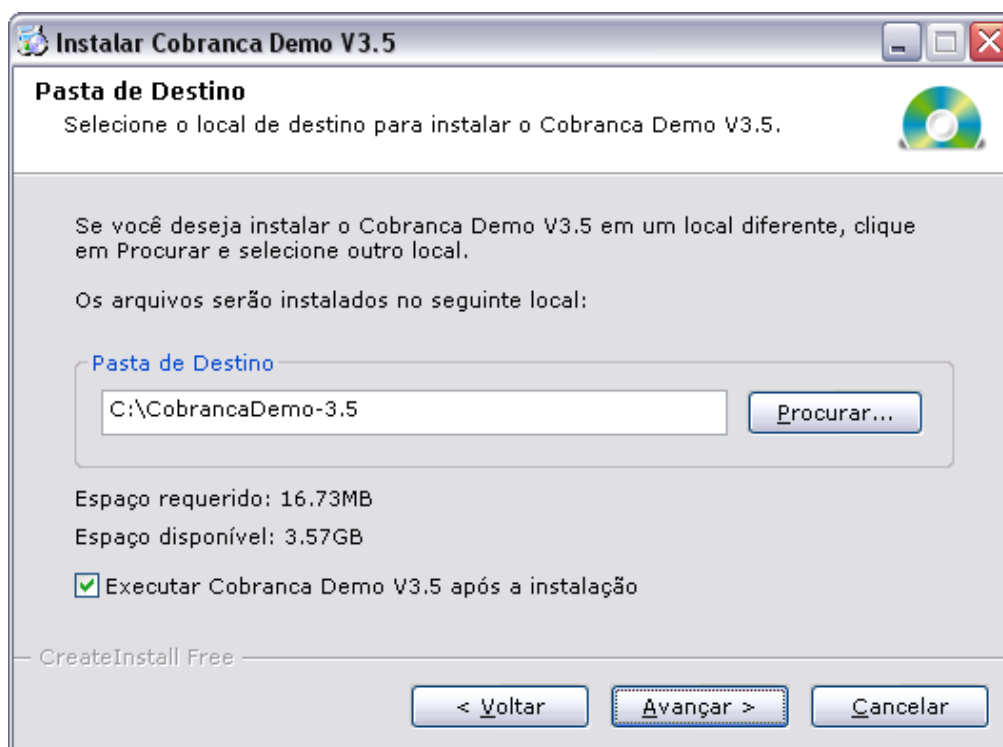 Instalar Cobranca Demo V3.5
Pasta de Destino
Selecione o local de destino para instalar o Cobranca Demo V3.5.
Se você deseja instalar o Cobranca Demo V3.5 em um local diferente, clique
em Procurar e selecione outro local.
Os arquivos serão instalados no seguinte local:
Pasta de Destino
C:\CobrancaDemo-3.5
Procurar...
Espaço requerido: 16.73MB
Espaço disponível: 3.57GB
Executar Cobranca Demo V3.5 após a instalação
CreateInstall Free
< Voltar
Avançar >
Cancelar